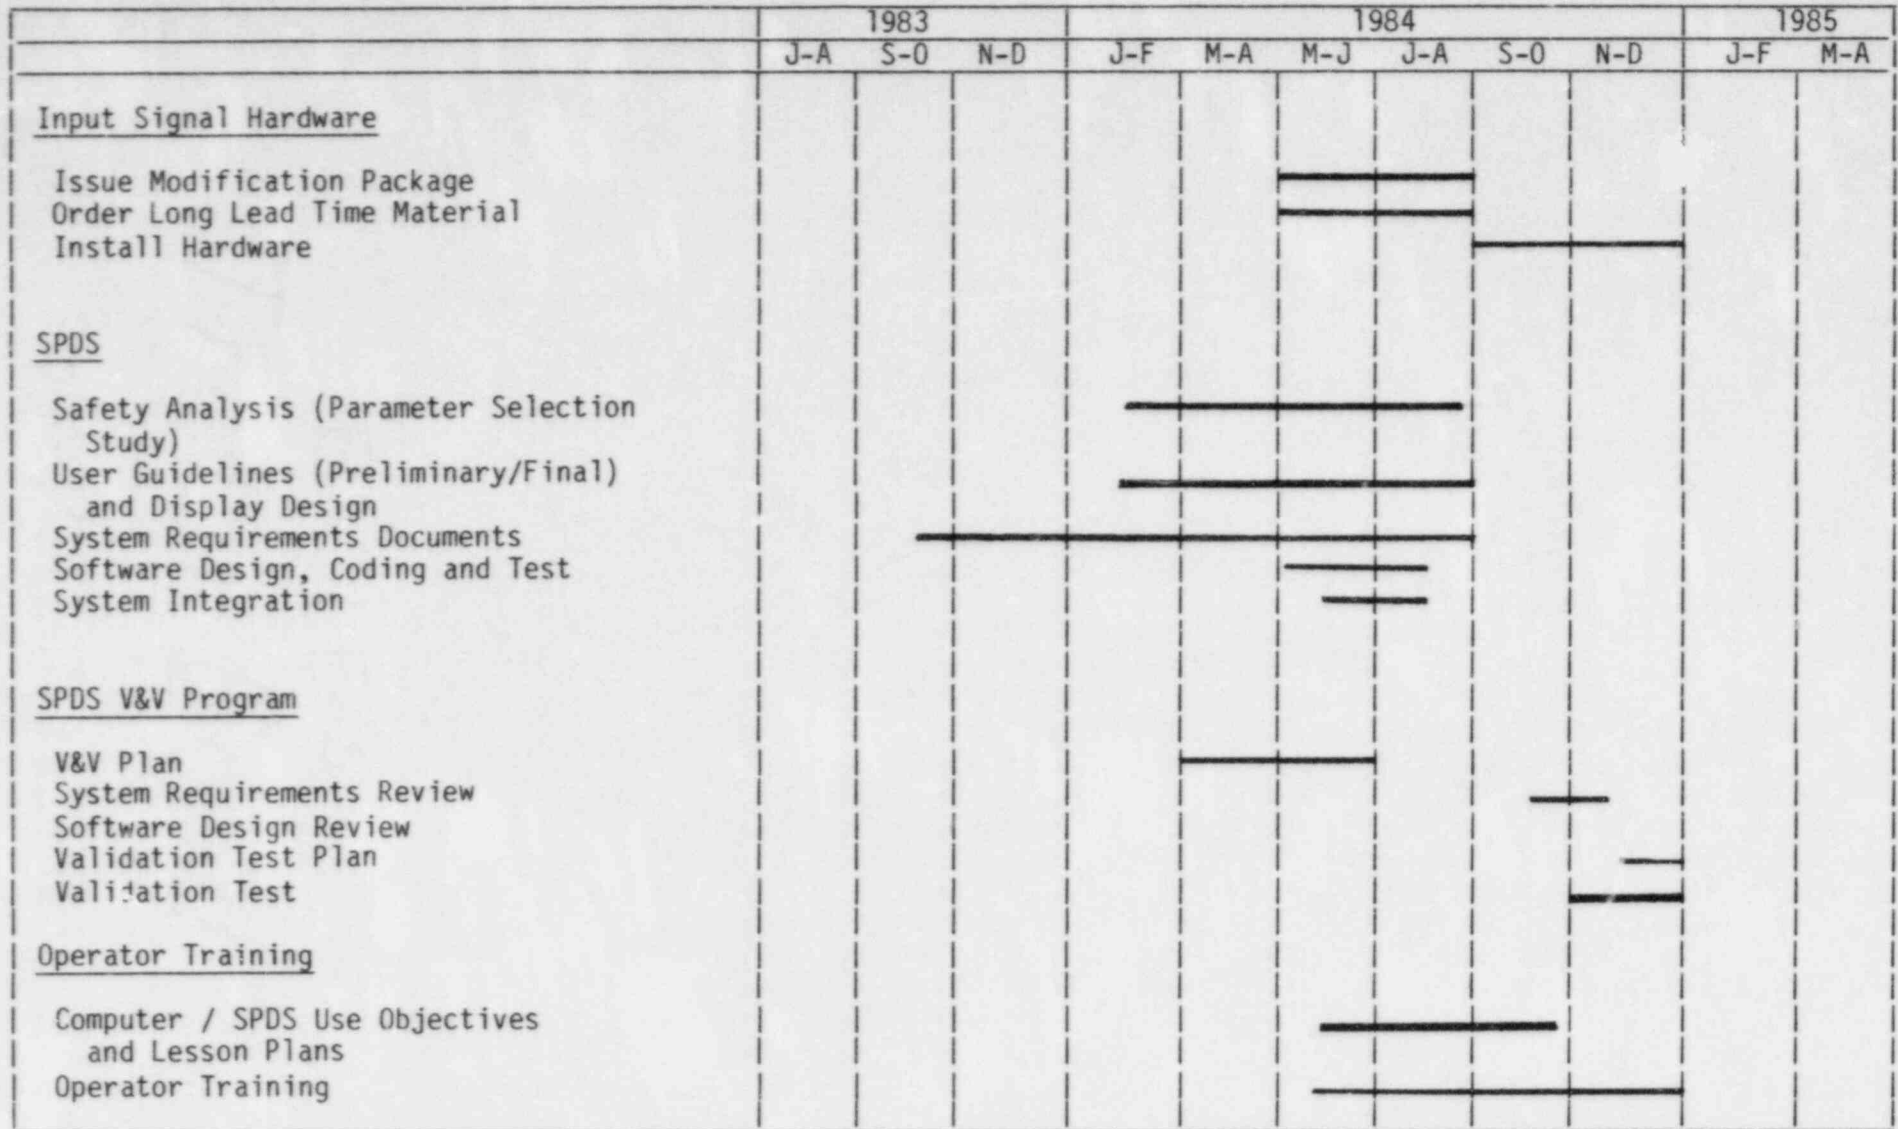 1983 1984 1985
J-A S-O N-D J-F M-A M-J J-A S-O N-D J-F M-A
Input Signal Hardware
Issue Modification Package
Order Long Lead Time Material
Install Hardware
SPDS
Safety Analysis (Parameter Selection
Study)
User Guidelines (Preliminary/Final)
and Display Design
System Requirements Documents
Software Design, Coding and Test
System Integration
SPDS V&V Program
V&V Plan
System Requirements Review
Software Design Review
Validation Test Plan
Validation Test
Operator Training
Computer / SPDS Use Objectives
and Lesson Plans
Operator Training